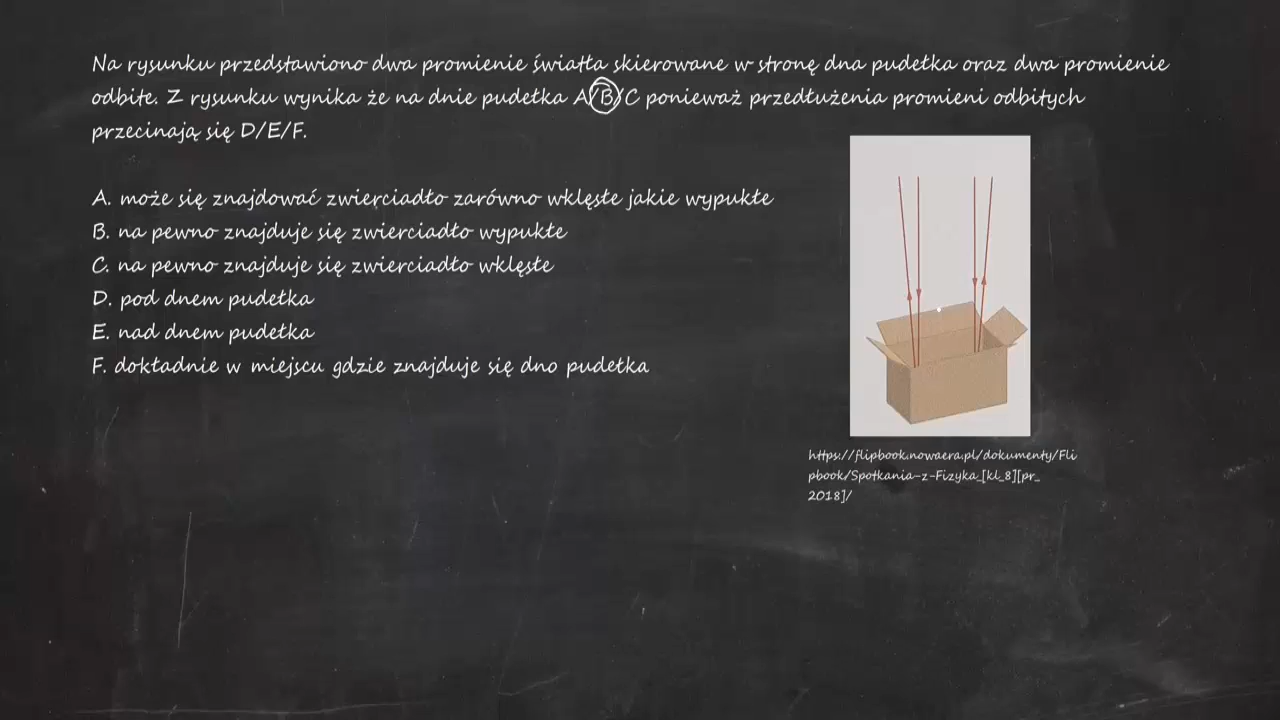 Na rysunku przedstawiono dwa promienie światła skierowane w stronę dna pudełka oraz dwa promienie
odbite. Z rysunku wynika że na dnie pudełka A/B/C ponieważ przedłużenia promieni odbitych
przecinają się D/E/F.
A. może się znajdować zwierciadło zarówno wklęsłe jakie wypukłe
B. na pewno znajduje się zwierciadło wypukłe
C. na pewno znajduje się zwierciadło wklęsłe
D. pod dnem pudełka
E. nad dnem pudełka
F. dokładnie w miejscu gdzie znajduje się dno pudełka
https://flipbook.nowaera.pl/dokumenty/Fli
pbook/Spotkania-z-Fizyka_[kl_8][pr_
2018]/